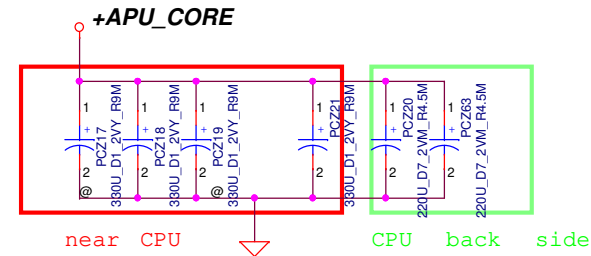 +APU_CORE
1
+
2
@
PCZ17
330U_D1_2VY_R9M
1
+
2
PCZ18
330U_D1_2VY_R9M
1
+
2
@
PCZ19
330U_D1_2VY_R9M
1
+
2
PCZ21
330U_D1_2VY_R9M
1
+
2
PCZ20
220U_D7_2VM_R4.5M
1
+
2
PCZ63
220U_D7_2VM_R4.5M
near CPU
CPU back side